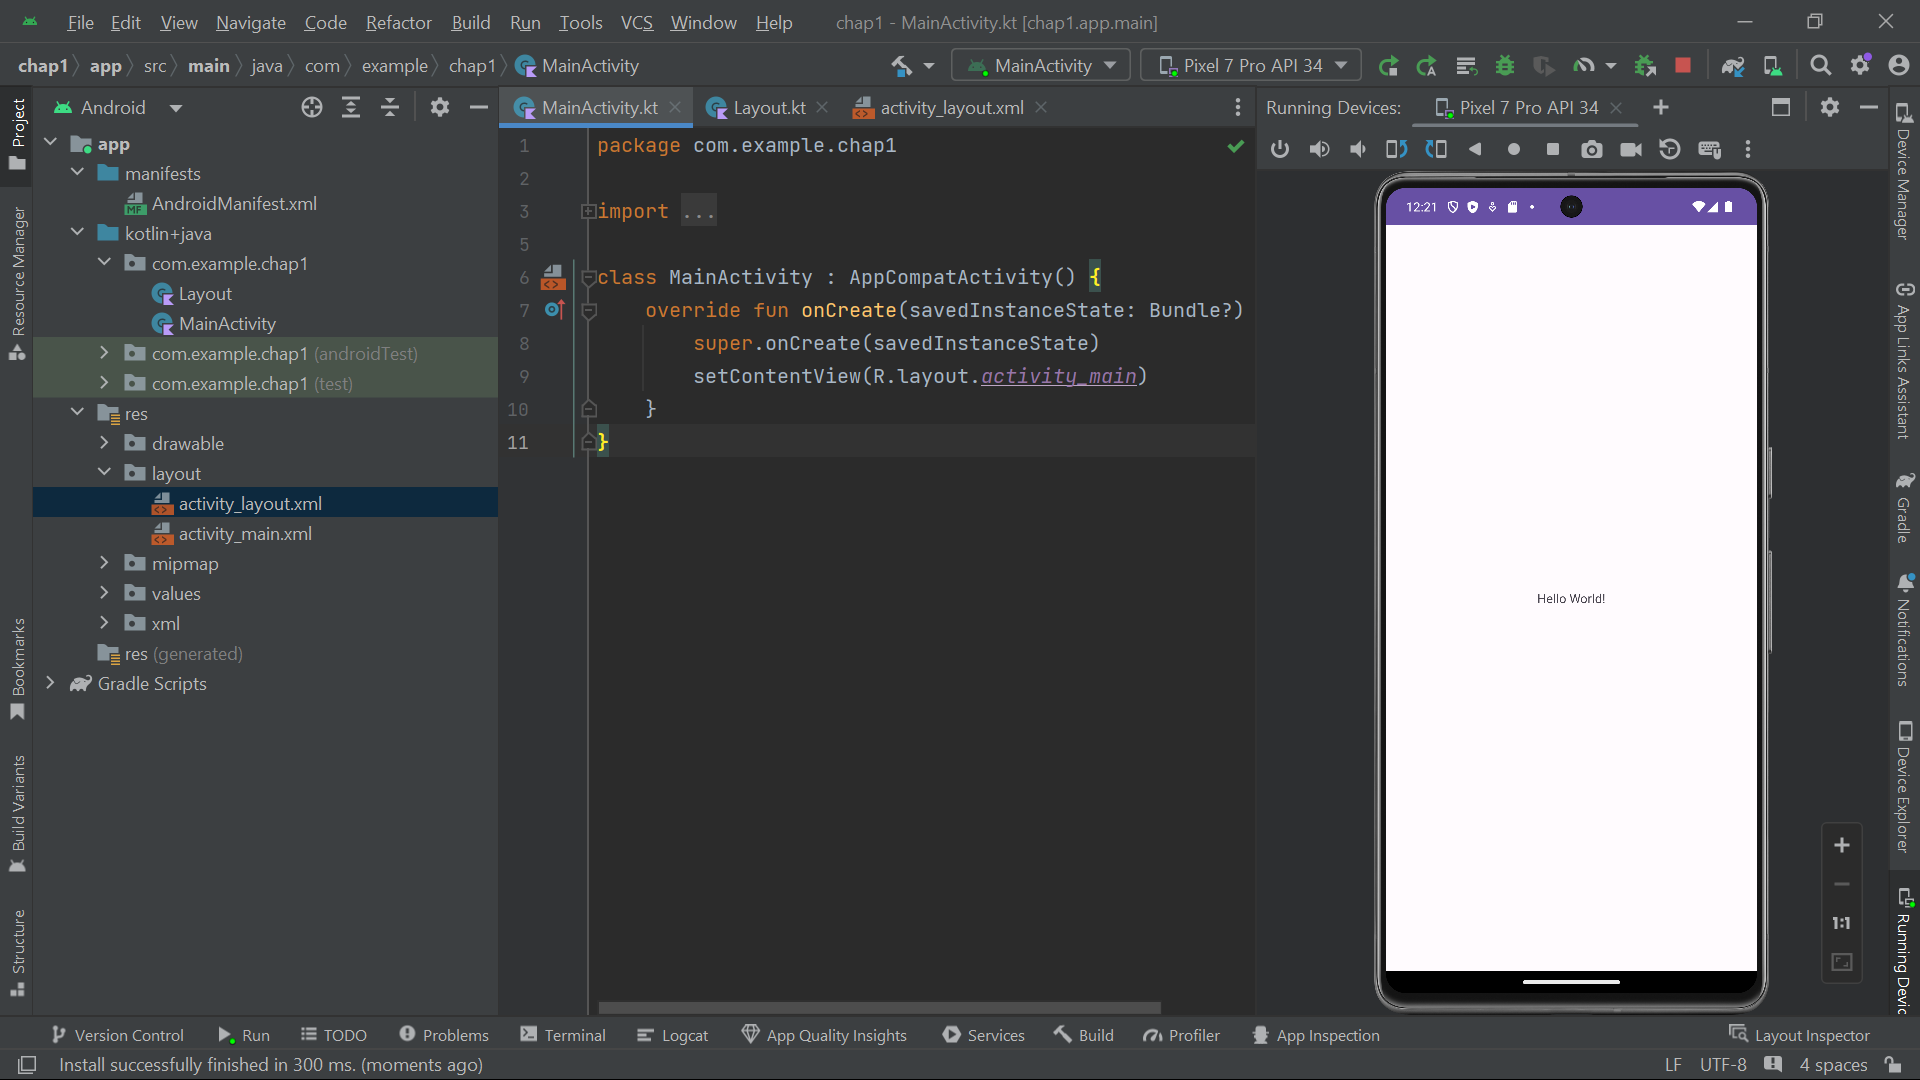 File Edit View Navigate Code Refactor Build Run Tools VCS Window Help chap1 - MainActivity.kt [chap1.app.main]
chap1 app src main java com example chap1 MainActivity MainActivity Pixel 7 Pro API 34
Project
Resource Manager
Bookmarks
Build Variants
Structure
Android
app
manifests
AndroidManifest.xml
kotlin+java
com.example.chap1
Layout
MainActivity
com.example.chap1 (androidTest)
com.example.chap1 (test)
res
drawable
layout
activity_layout.xml
activity_main.xml
mipmap
values
xml
res (generated)
Gradle Scripts
MainActivity.kt Layout.kt activity_layout.xml
1 package com.example.chap1
2
3 import ...
5
6 class MainActivity : AppCompatActivity() {
7 override fun onCreate(savedInstanceState: Bundle?)
8 super.onCreate(savedInstanceState)
9 setContentView(R.layout.activity_main)
10 }
11 }
Running Devices: Pixel 7 Pro API 34
12:21
Hello World!
1:1
Device Manager
App Links Assistant
Gradle
Notifications
Device Explorer
Running Devic
Version Control Run TODO Problems Terminal Logcat App Quality Insights Services Build Profiler App Inspection Layout Inspector
Install successfully finished in 300 ms. (moments ago) LF UTF-8 4 spaces